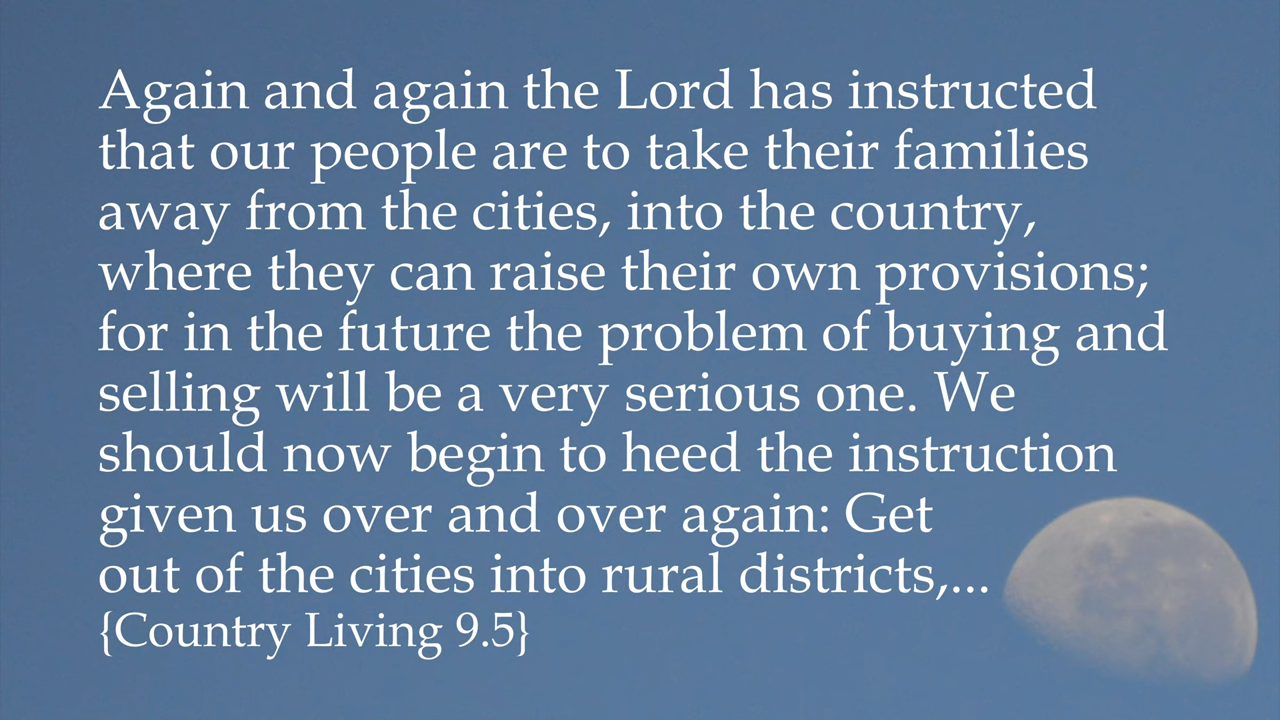 Again and again the Lord has instructed
that our people are to take their families
away from the cities, into the country,
where they can raise their own provisions;
for in the future the problem of buying and
selling will be a very serious one. We
should now begin to heed the instruction
given us over and over again: Get
out of the cities into rural districts,...
{Country Living 9.5}